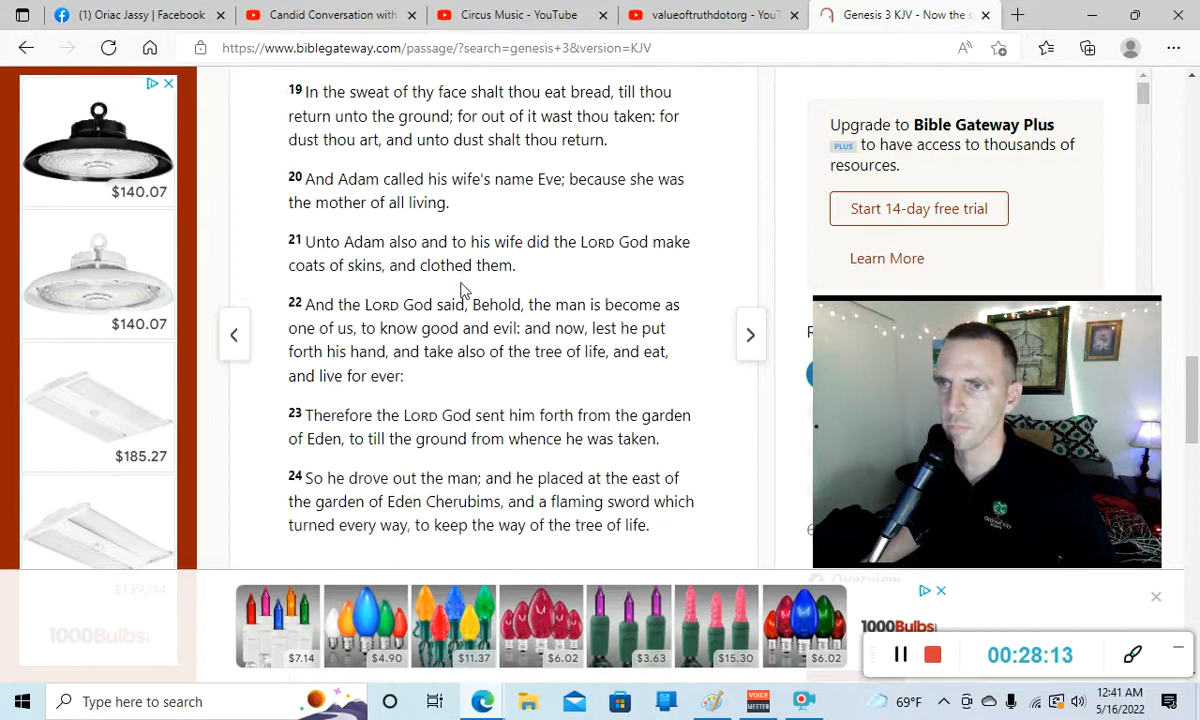 (1) Oriac Jassy | Facebook
Candid Conversation with
Circus Music - YouTube
valueoftruthdotorg - You
Genesis 3 KJV - Now the s
https://www.biblegateway.com/passage/?search=genesis+3&version=KJV
$140.07
$140.07
$185.27
$139.04
1000Bulbs
19 In the sweat of thy face shalt thou eat bread, till thou
return unto the ground; for out of it wast thou taken: for
dust thou art, and unto dust shalt thou return.
20 And Adam called his wife's name Eve; because she was
the mother of all living.
21 Unto Adam also and to his wife did the LORD God make
coats of skins, and clothed them.
22 And the LORD God said, Behold, the man is become as
one of us, to know good and evil: and now, lest he put
forth his hand, and take also of the tree of life, and eat,
and live for ever:
23 Therefore the LORD God sent him forth from the garden
of Eden, to till the ground from whence he was taken.
24 So he drove out the man; and he placed at the east of
the garden of Eden Cherubims, and a flaming sword which
turned every way, to keep the way of the tree of life.
Upgrade to Bible Gateway Plus
PLUS to have access to thousands of
resources.
Start 14-day free trial
Learn More
Overview
$7.14
$4.90
$11.37
$6.02
$3.63
$15.30
$6.02
1000Bulbs
00:28:13
Type here to search
VOICE
MEETER
69°F
12:41 AM
5/16/2022